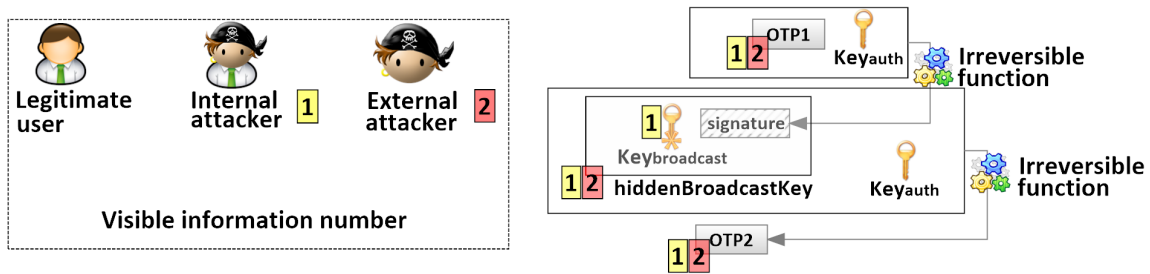 Legitimate
user
Internal
attacker
1
External
attacker
2
Visible information number
OTP1
1 2
Keyauth
Irreversible
function
1
signature
Keybroadcast
1 2
hiddenBroadcastKey
Keyauth
Irreversible
function
OTP2
1 2